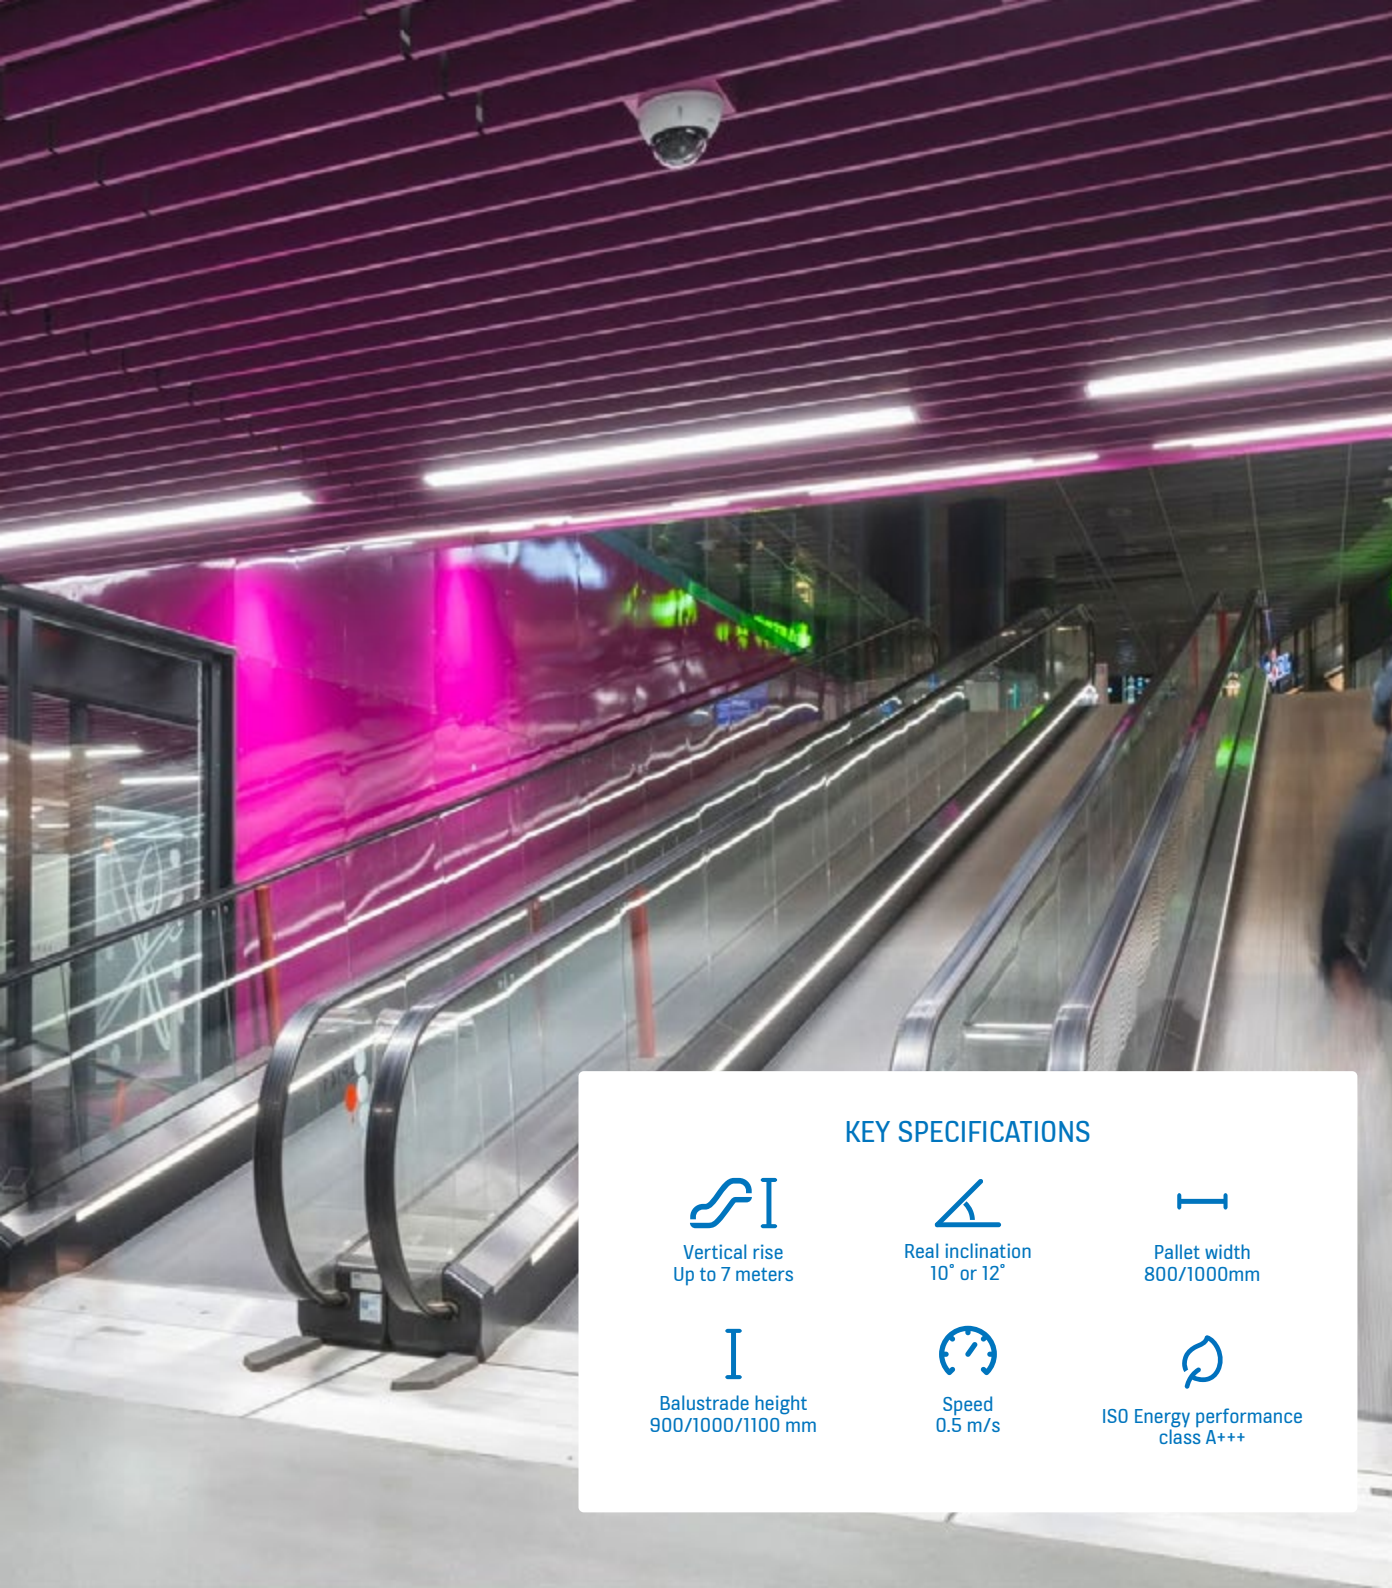 KEY SPECIFICATIONS
Vertical rise
Up to 7 meters
Real inclination
10° or 12°
Pallet width
800/1000mm
Balustrade height
900/1000/1100 mm
Speed
0.5 m/s
ISO Energy performance
class A+++